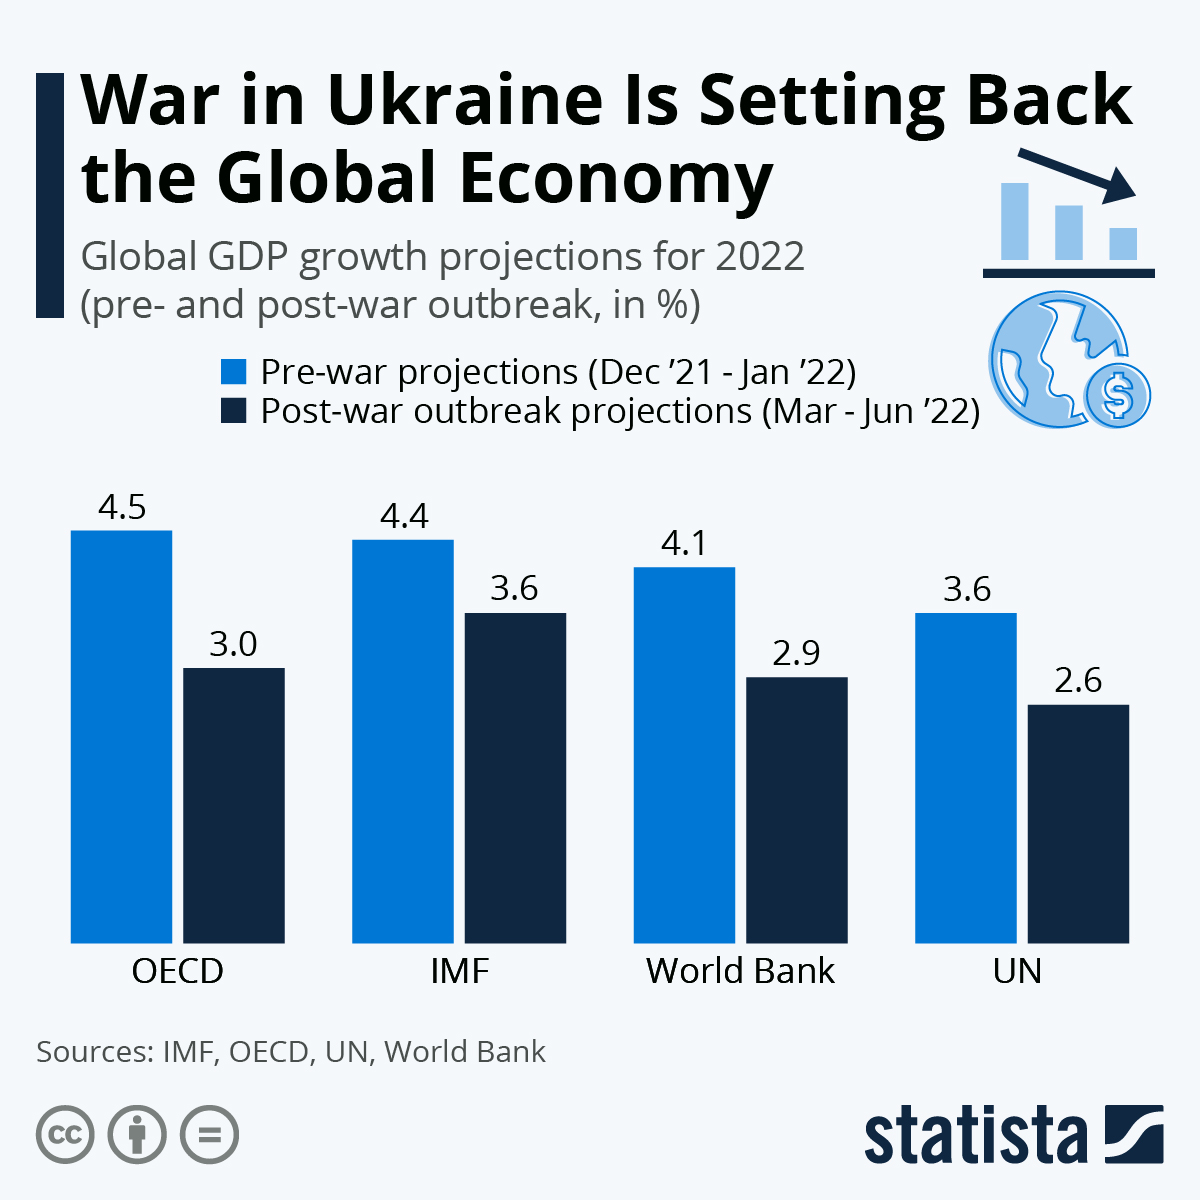 War in Ukraine Is Setting Back
the Global Economy
Global GDP growth projections for 2022
(pre- and post-war outbreak, in %)
Pre-war projections (Dec ’21 - Jan ’22)
Post-war outbreak projections (Mar - Jun ’22)
$
4.5
3.0
4.4
3.6
4.1
2.9
3.6
2.6
OECD
IMF
World Bank
UN
Sources: IMF, OECD, UN, World Bank
cc
statista